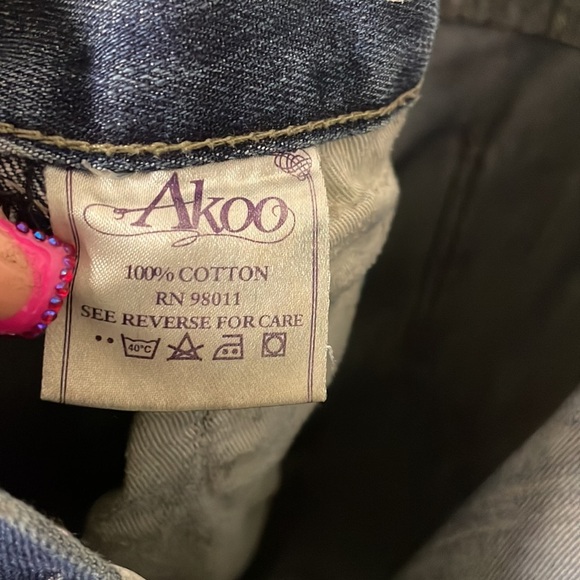 Akoo
100% COTTON
RN 98011
SEE REVERSE FOR CARE
40°C